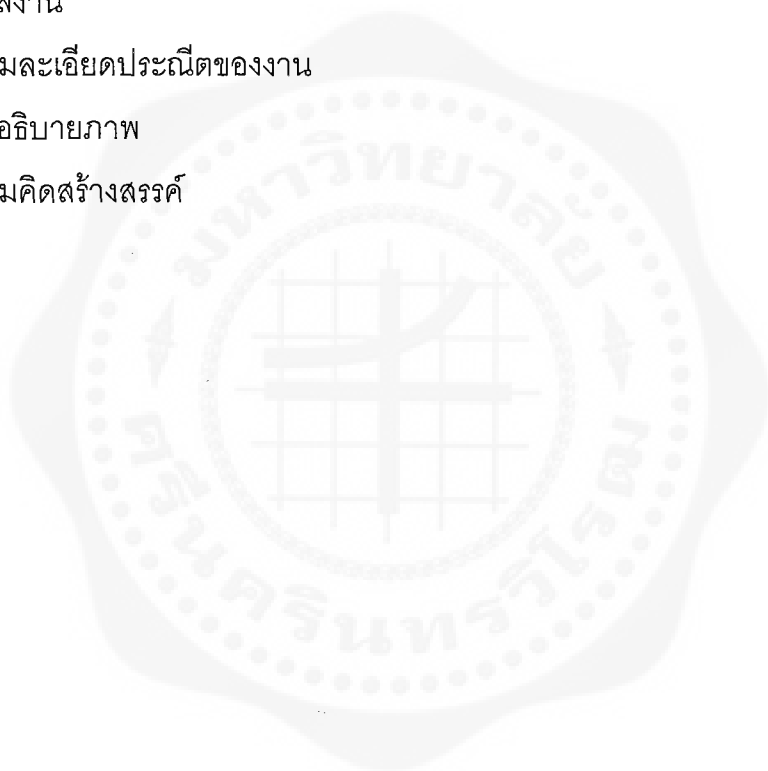 มละเอียดประณีตของงาน
อธิบายภาพ
มคิดสร้างสรรค์
มหาวิทยาลัย
ศรีนครินทรวิโรฒ